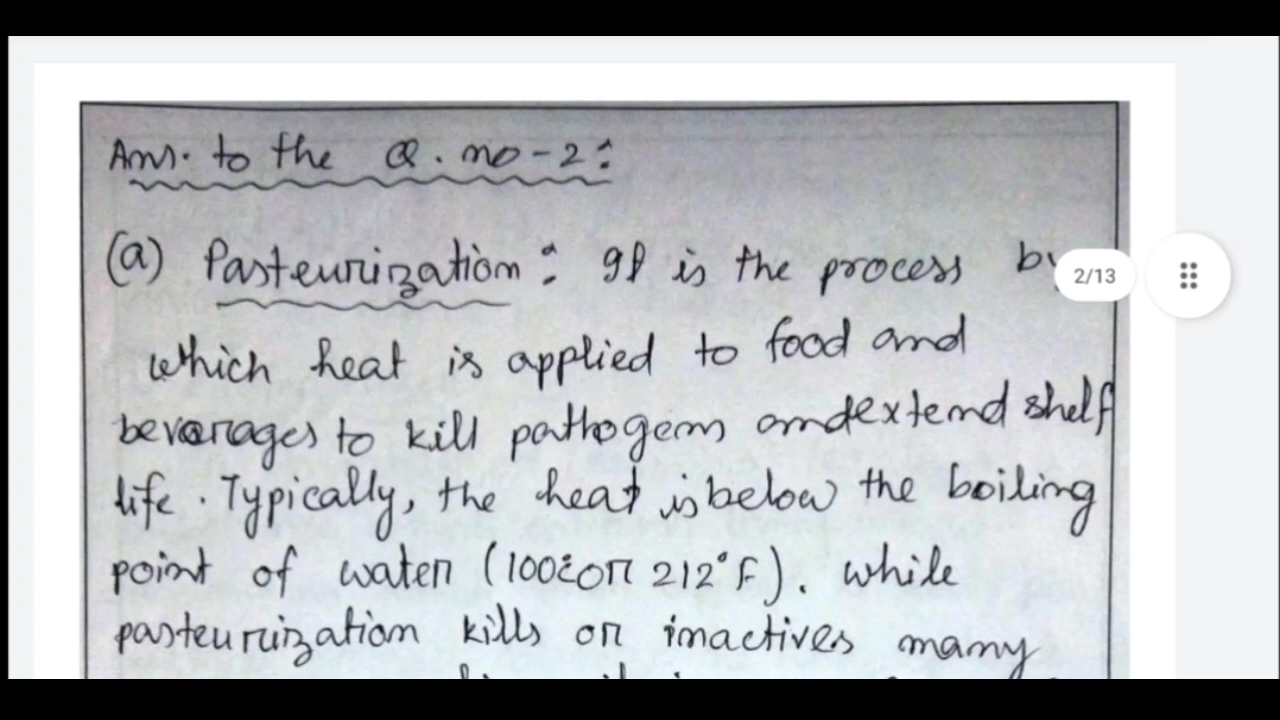 Ans. to the Q. no-2:
(a) Pasteurization: It is the process by
2/13
which heat is applied to food and
beverages to kill pathogens and extend shelf
life. Typically, the heat is below the boiling
point of water (100°c or 212°F). While
pasteurization kills or inactives many